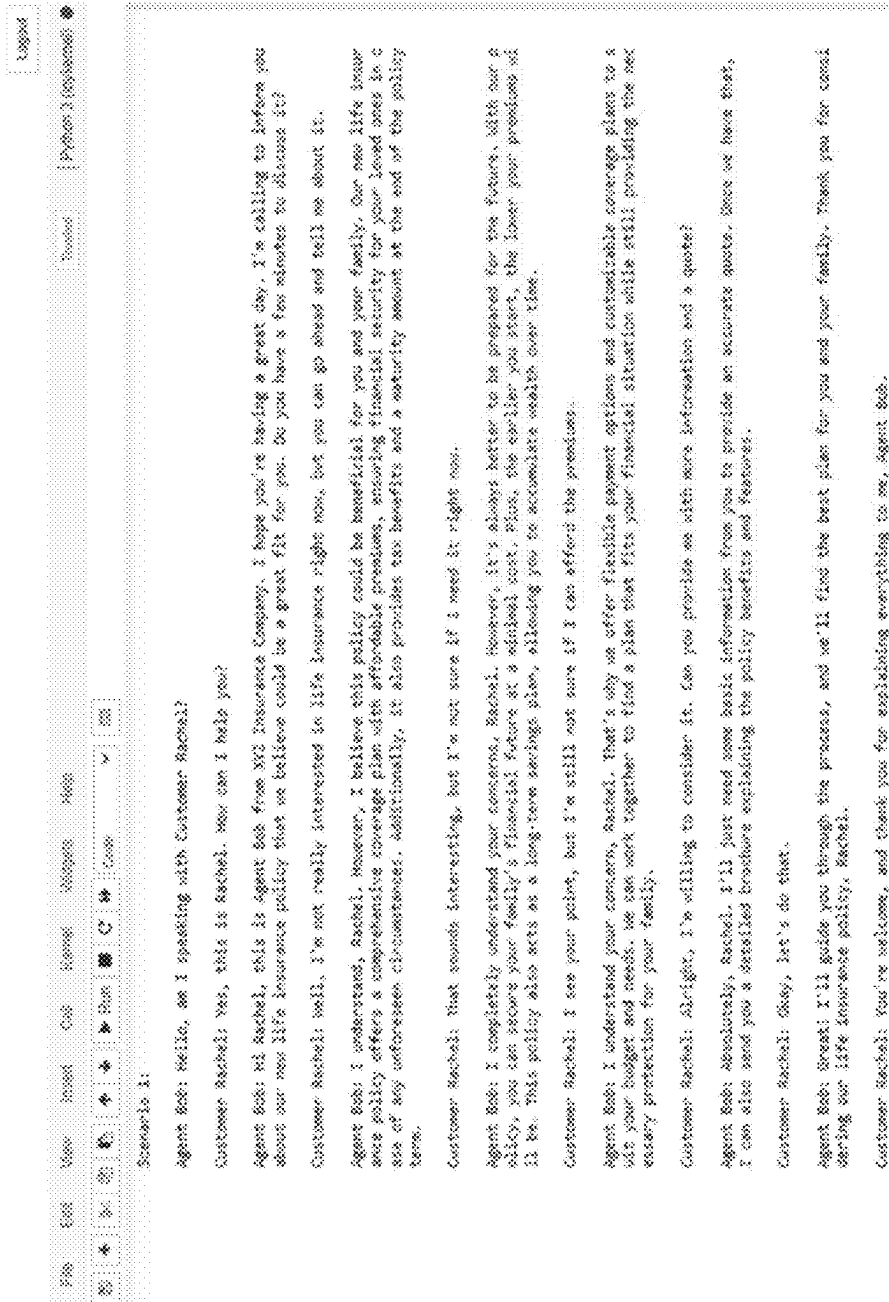 Logout
File Edit View Insert Cell Kernel Widgets Help Trusted Python 3 (ipykernel)
Run Code
Scenario 1:
Agent Bob: Hello, am I speaking with Customer Rachel?
Customer Rachel: Yes, this is Rachel. How can I help you?
Agent Bob: Hi Rachel, this is Agent Bob from XYZ Insurance Company. I hope you're having a great day. I'm calling to inform you
about our new life insurance policy that we believe could be a great fit for you. Do you have a few minutes to discuss it?
Customer Rachel: Well, I'm not really interested in life insurance right now, but you can go ahead and tell me about it.
Agent Bob: I understand, Rachel. However, I believe this policy could be beneficial for you and your family. Our new life insur
ance policy offers a comprehensive coverage plan with affordable premiums, ensuring financial security for your loved ones in c
ase of any unforeseen circumstances. Additionally, it also provides tax benefits and a maturity amount at the end of the policy
term.
Customer Rachel: That sounds interesting, but I'm not sure if I need it right now.
Agent Bob: I completely understand your concerns, Rachel. However, it's always better to be prepared for the future. With our p
olicy, you can secure your family's financial future at a minimal cost. Plus, the earlier you start, the lower your premiums wi
ll be. This policy also acts as a long-term savings plan, allowing you to accumulate wealth over time.
Customer Rachel: I see your point, but I'm still not sure if I can afford the premiums.
Agent Bob: I understand your concern, Rachel. That's why we offer flexible payment options and customizable coverage plans to s
uit your budget and needs. We can work together to find a plan that fits your financial situation while still providing the nec
essary protection for your family.
Customer Rachel: Alright, I'm willing to consider it. Can you provide me with more information and a quote?
Agent Bob: Absolutely, Rachel. I'll just need some basic information from you to provide an accurate quote. Once we have that,
I can also send you a detailed brochure explaining the policy benefits and features.
Customer Rachel: Okay, let's do that.
Agent Bob: Great! I'll guide you through the process, and we'll find the best plan for you and your family. Thank you for consi
dering our life insurance policy, Rachel.
Customer Rachel: You're welcome, and thank you for explaining everything to me, Agent Bob.